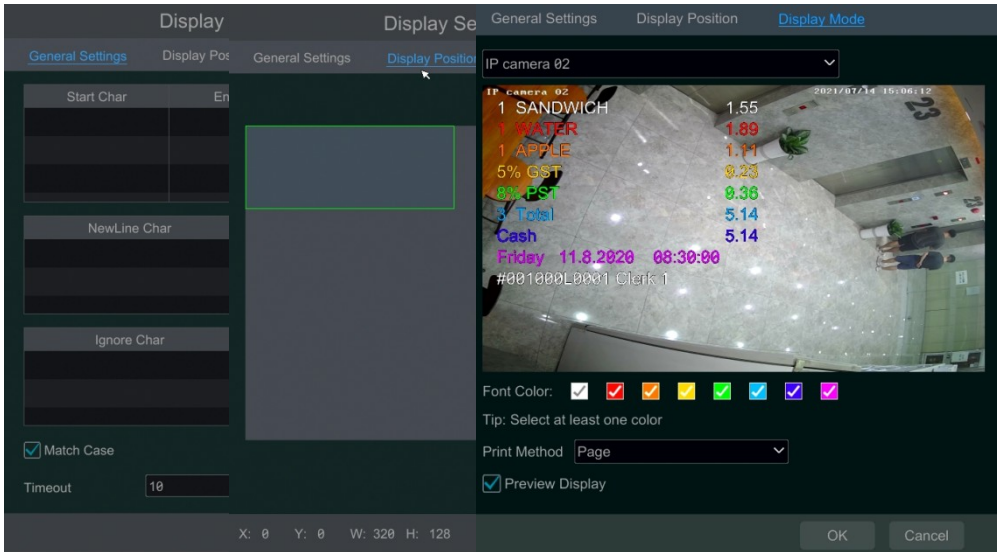 Display
General Settings Display Pos
Start Char En
NewLine Char
Ignore Char
Match Case
Timeout 10
Display Se
General Settings Display Position
X: 0 Y: 0 W: 320 H: 128
General Settings Display Position Display Mode
IP camera 02
IP camera 02 2021/07/14 15:06:12
1 SANDWICH 1.55
1 WATER 1.89
1 APPLE 1.11
5% GST 0.23
8% PST 0.36
3 Total 5.14
Cash 5.14
Friday 11.8.2020 08:30:00
#001000L0001 Clerk 1
23
Font Color:
Tip: Select at least one color
Print Method Page
Preview Display
OK Cancel